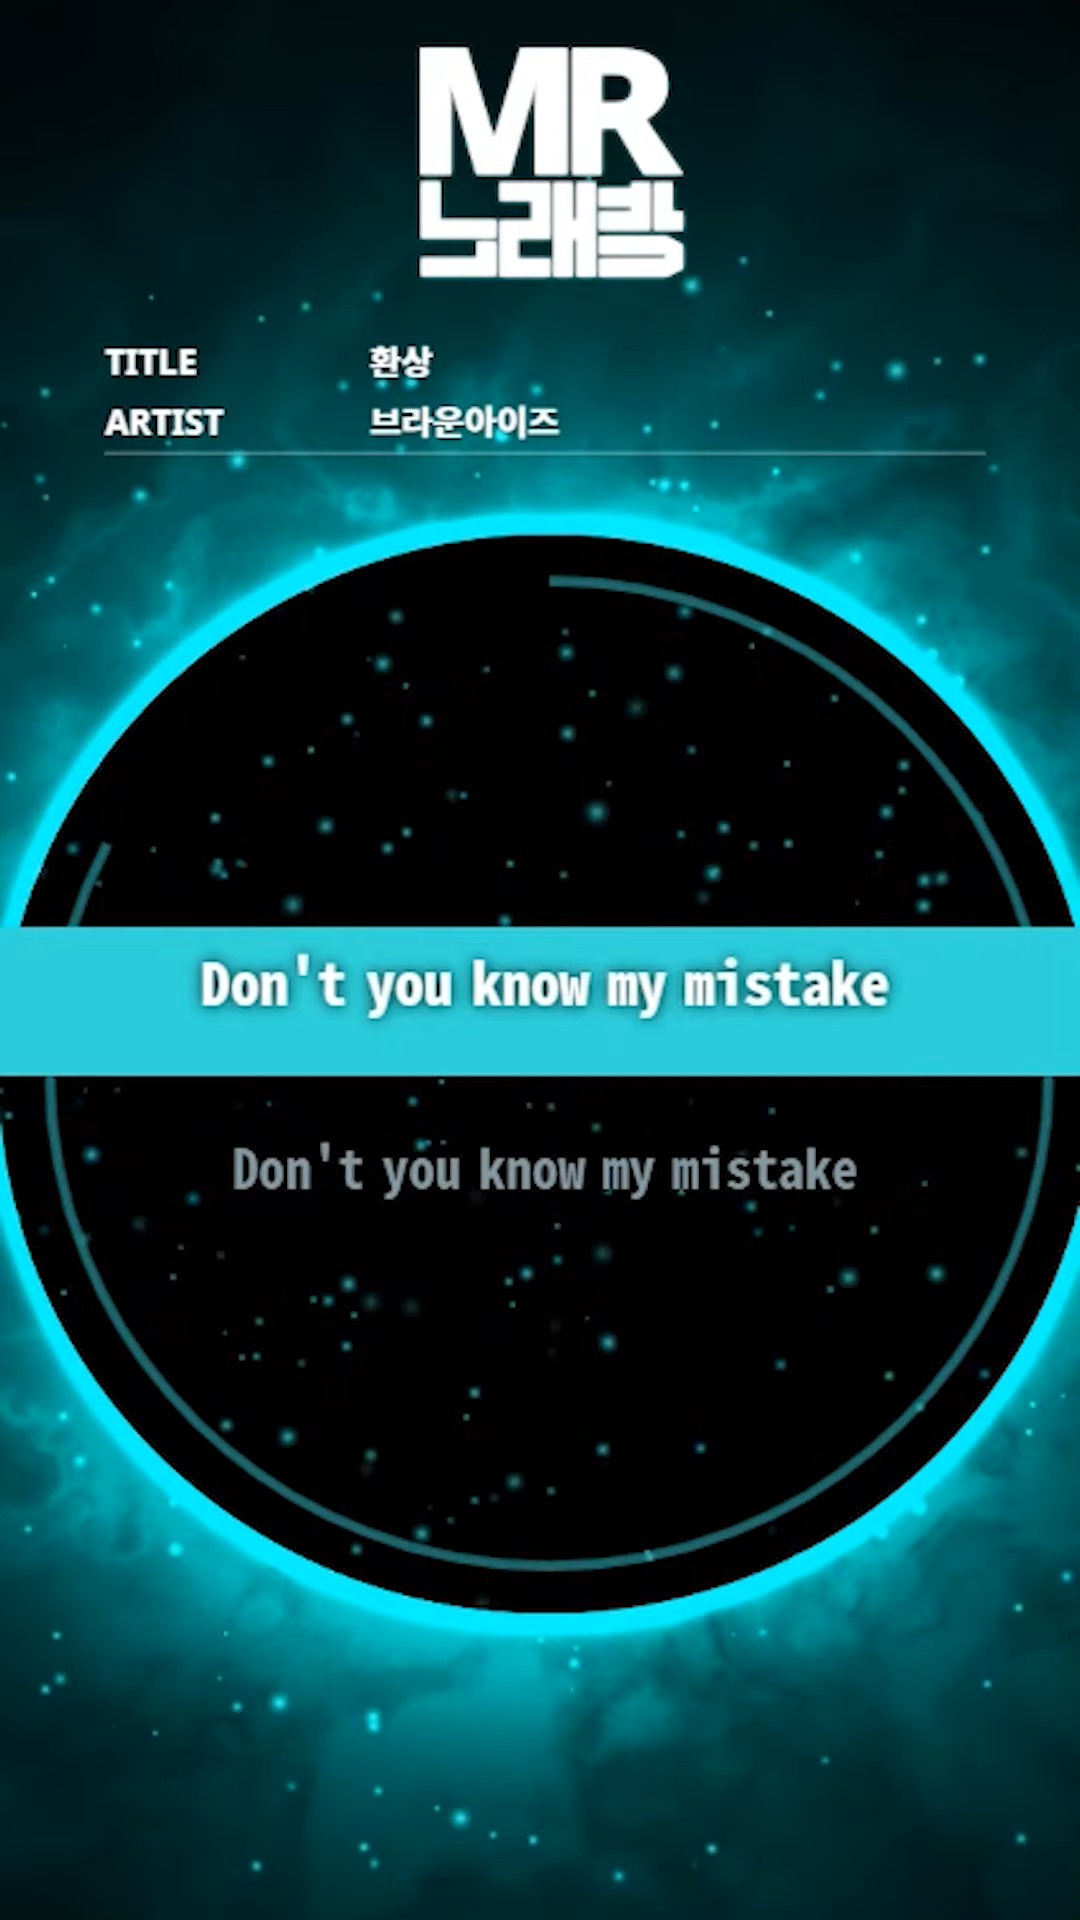 MR
노래방
TITLE 환상
ARTIST 브라운아이즈
Don't you know my mistake
Don't you know my mistake